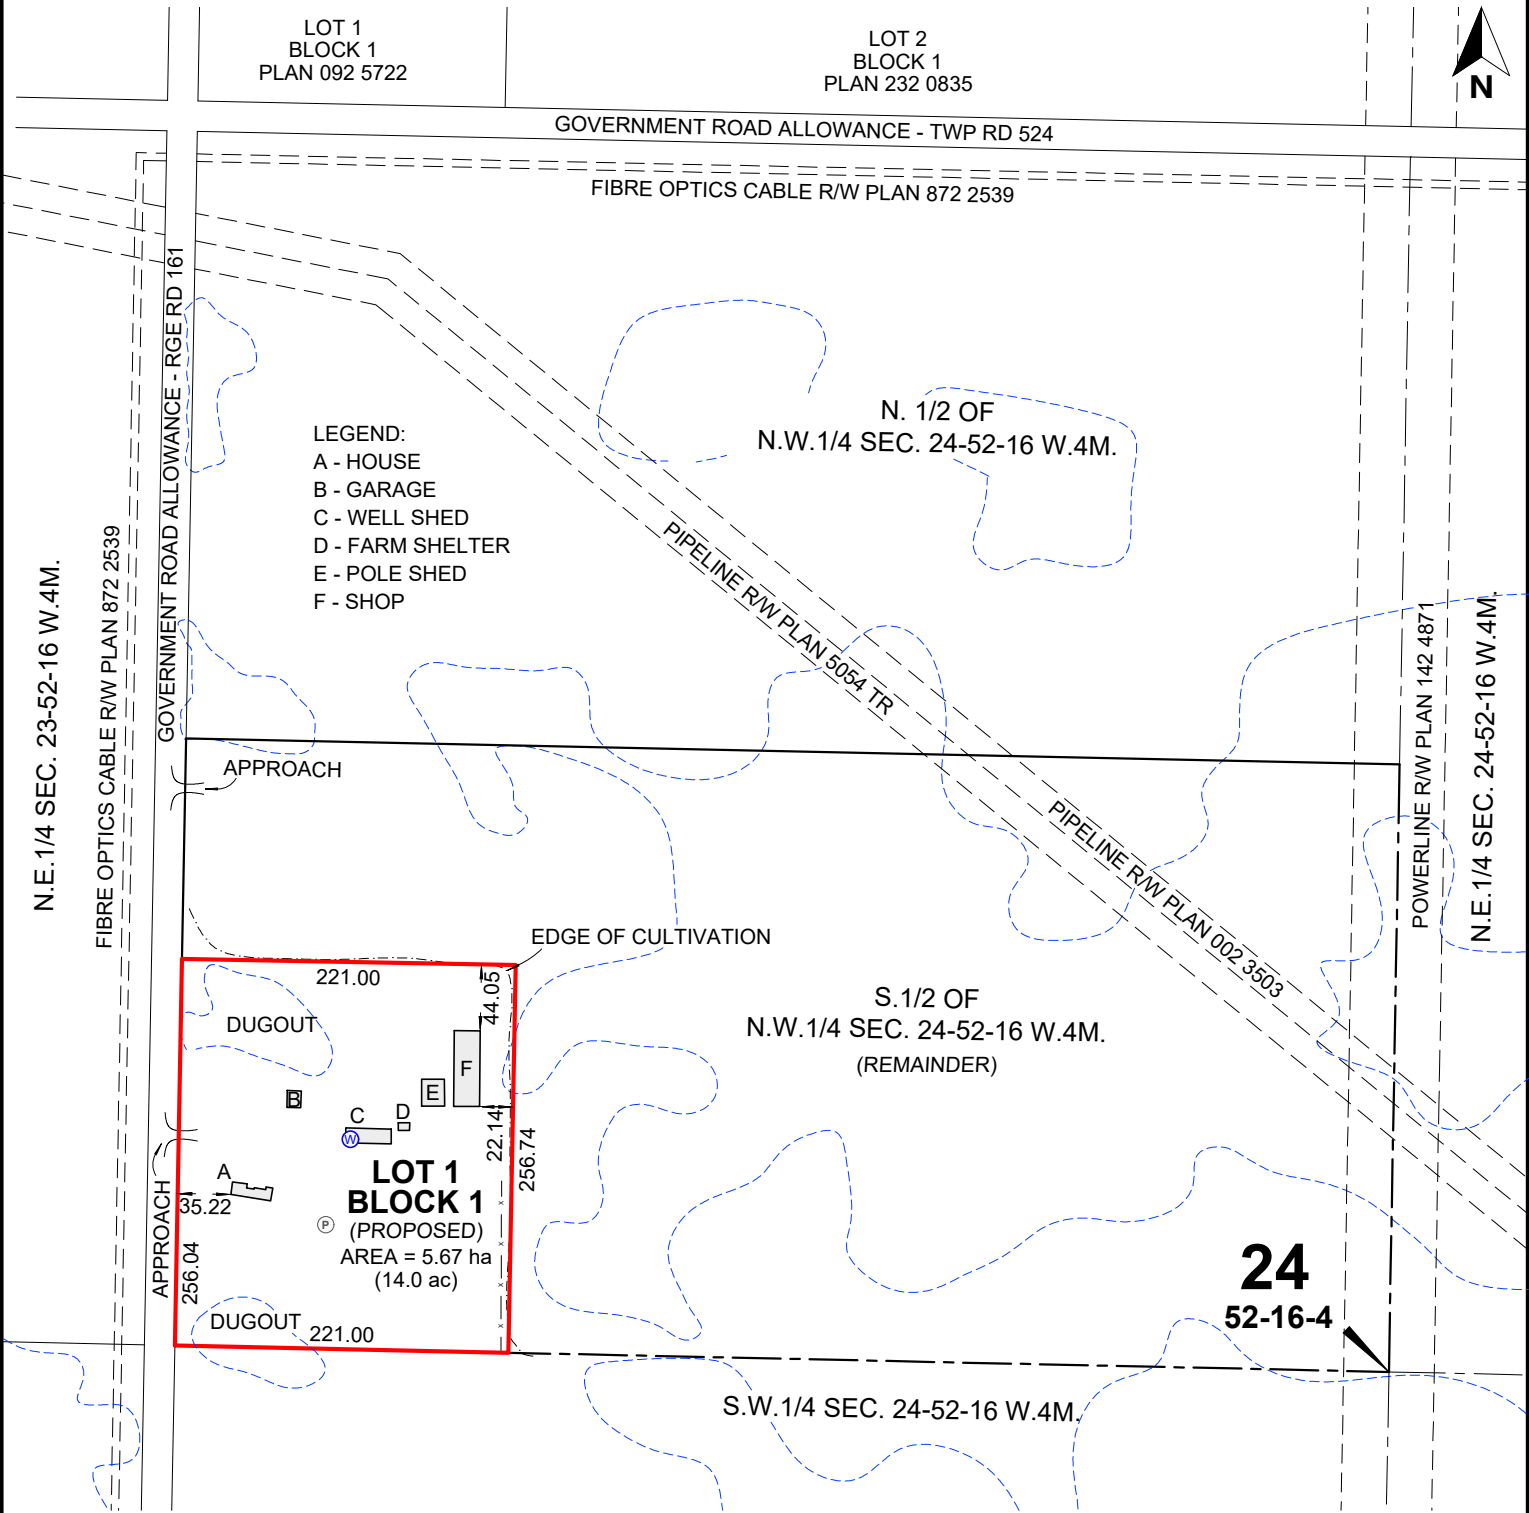 LOT 1
BLOCK 1
PLAN 092 5722
LOT 2
BLOCK 1
PLAN 232 0835
N
GOVERNMENT ROAD ALLOWANCE - TWP RD 524
FIBRE OPTICS CABLE R/W PLAN 872 2539
GOVERNMENT ROAD ALLOWANCE - RGE RD 161
N. 1/2 OF
N.W.1/4 SEC. 24-52-16 W.4M.
LEGEND:
A - HOUSE
B - GARAGE
C - WELL SHED
D - FARM SHELTER
E - POLE SHED
F - SHOP
N.E.1/4 SEC. 23-52-16 W.4M.
FIBRE OPTICS CABLE R/W PLAN 872 2539
PIPELINE R/W PLAN 5054 TR
POWERLINE R/W PLAN 142 4871
N.E.1/4 SEC. 24-52-16 W.4M.
APPROACH
PIPELINE R/W PLAN 002 3503
EDGE OF CULTIVATION
221.00
44.05
DUGOUT
S.1/2 OF
N.W.1/4 SEC. 24-52-16 W.4M.
(REMAINDER)
F
E
B
C
D
W
22.14
256.74
A
35.22
LOT 1
BLOCK 1
(PROPOSED)
AREA = 5.67 ha
(14.0 ac)
P
APPROACH
256.04
DUGOUT
221.00
24
52-16-4
S.W.1/4 SEC. 24-52-16 W.4M.